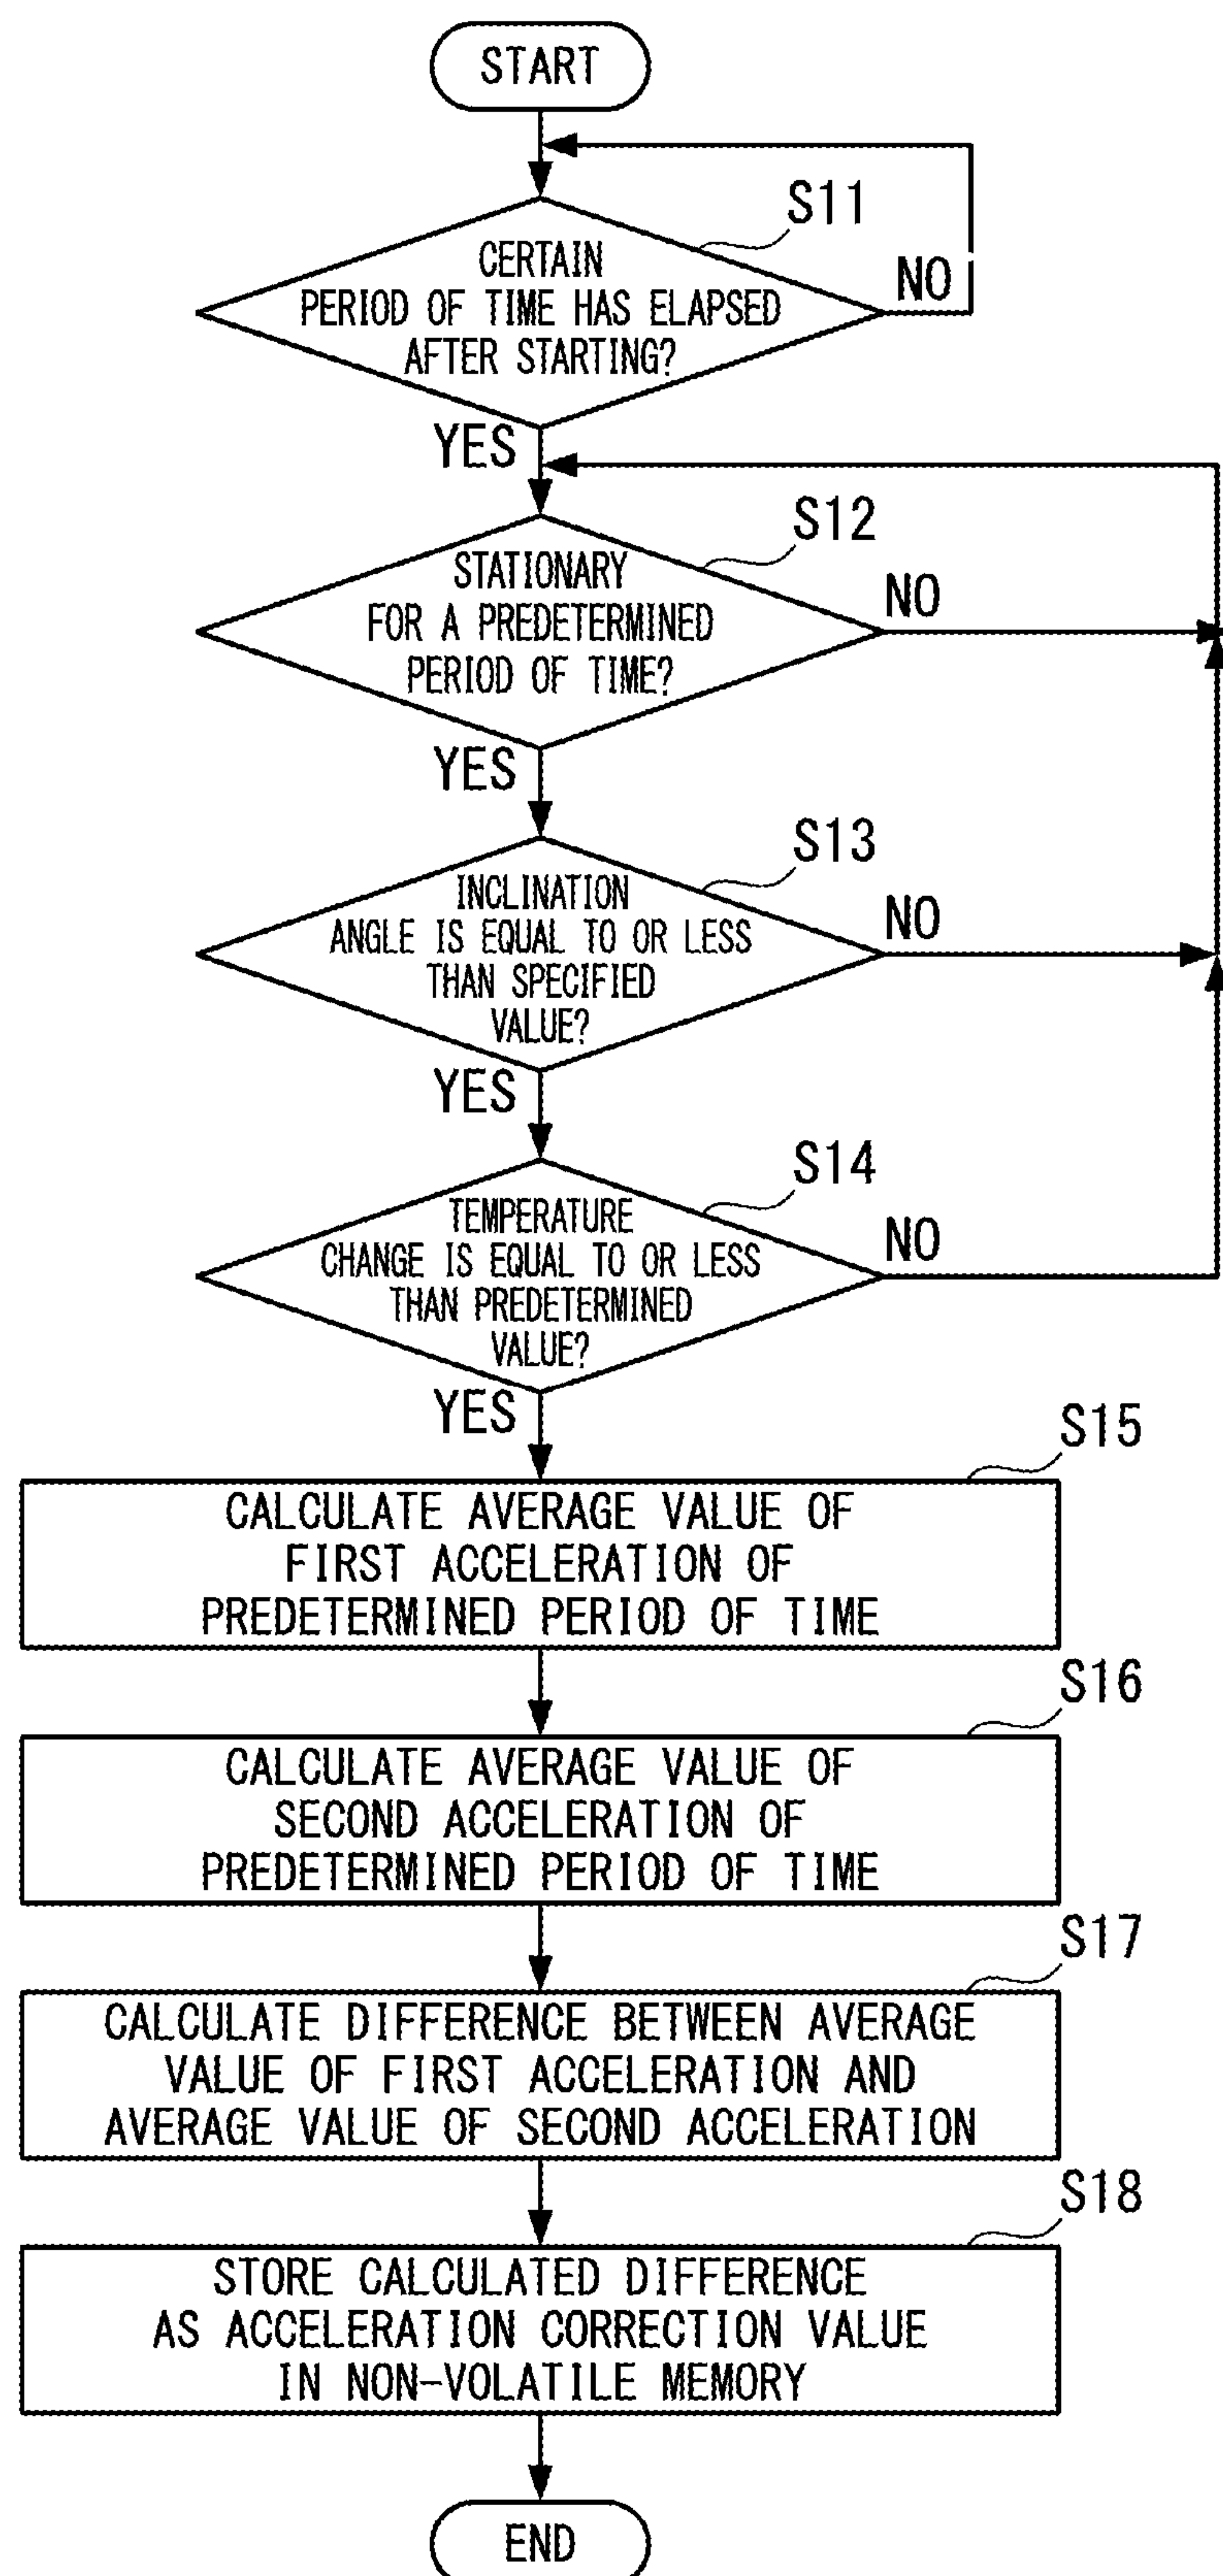 START
S11
CERTAIN
PERIOD OF TIME HAS ELAPSED
AFTER STARTING?
NO
YES
S12
STATIONARY
FOR A PREDETERMINED
PERIOD OF TIME?
NO
YES
S13
INCLINATION
ANGLE IS EQUAL TO OR LESS
THAN SPECIFIED
VALUE?
NO
YES
S14
TEMPERATURE
CHANGE IS EQUAL TO OR LESS
THAN PREDETERMINED
VALUE?
NO
YES
S15
CALCULATE AVERAGE VALUE OF
FIRST ACCELERATION OF
PREDETERMINED PERIOD OF TIME
S16
CALCULATE AVERAGE VALUE OF
SECOND ACCELERATION OF
PREDETERMINED PERIOD OF TIME
S17
CALCULATE DIFFERENCE BETWEEN AVERAGE
VALUE OF FIRST ACCELERATION AND
AVERAGE VALUE OF SECOND ACCELERATION
S18
STORE CALCULATED DIFFERENCE
AS ACCELERATION CORRECTION VALUE
IN NON-VOLATILE MEMORY
END